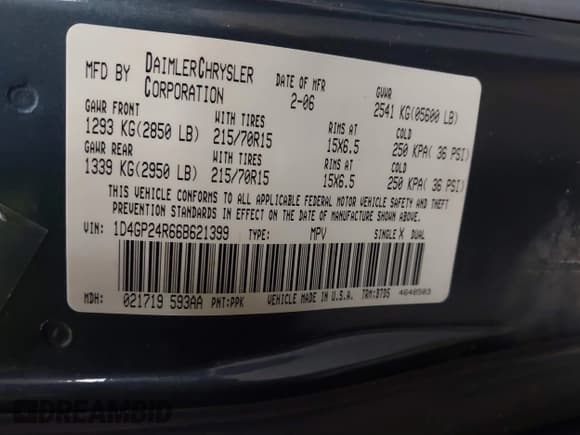 MFD BY DAIMLERCHRYSLER CORPORATION DATE OF MFR 2-06 GVWR 2541 KG(05600 LB)
GAWR FRONT WITH TIRES RIMS AT COLD
1293 KG(2850 LB) 215/70R15 15X6.5 250 KPA( 36 PSI)
GAWR REAR WITH TIRES RIMS AT COLD
1339 KG(2950 LB) 215/70R15 15X6.5 250 KPA( 36 PSI)
THIS VEHICLE CONFORMS TO ALL APPLICABLE FEDERAL MOTOR VEHICLE SAFETY AND THEFT
PREVENTION STANDARDS IN EFFECT ON THE DATE OF MANUFACTURE SHOWN ABOVE.
VIN: 1D4GP24R66B621399 TYPE: MPV SINGLE X DUAL
MDH: 021719 593AA PNT:PPK VEHICLE MADE IN U.S.A. TRM:B7D5 4648503
DREAMBID